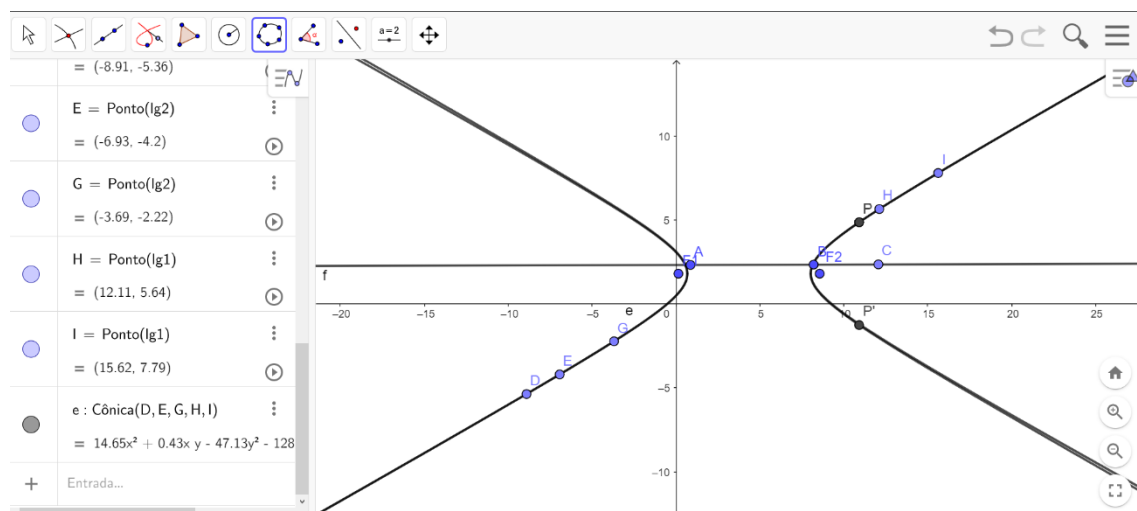 a=2
= (-8.91, -5.36)
E = Ponto(lg2)
= (-6.93, -4.2)
G = Ponto(lg2)
= (-3.69, -2.22)
H = Ponto(lg1)
= (12.11, 5.64)
I = Ponto(lg1)
= (15.62, 7.79)
e : Cônica(D, E, G, H, I)
= 14.65x² + 0.43x y - 47.13y² - 128
+ Entrada...
10
5
-5
-10
-20 -15 -10 -5 0 5 10 15 20 25
f
e
D
E
G
F1
A
B
F2
C
P
P'
H
I